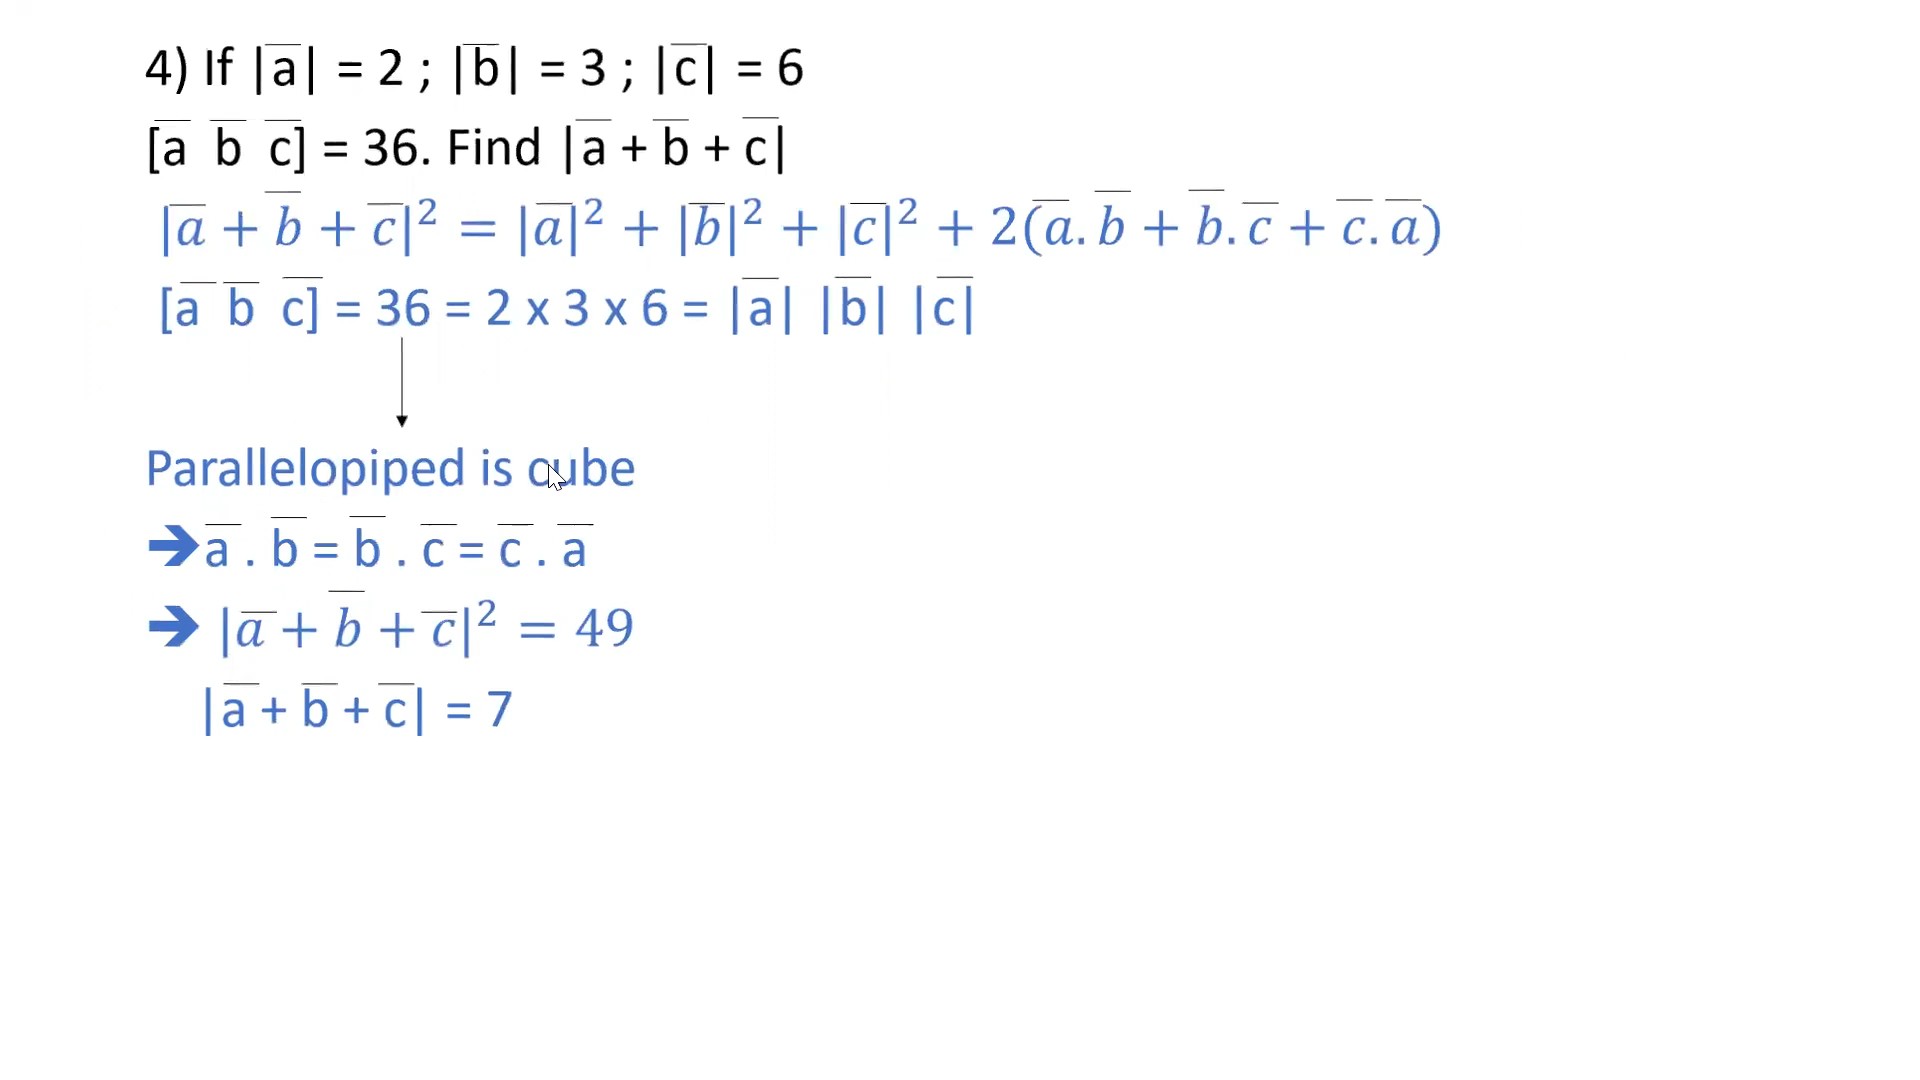 4) If |a̅| = 2 ; |b̅| = 3 ; |c̅| = 6
[a̅ b̅ c̅] = 36. Find |a̅ + b̅ + c̅|
|a̅ + b̅ + c̅|² = |a̅|² + |b̅|² + |c̅|² + 2(a̅.b̅ + b̅.c̅ + c̅.a̅)
[a̅ b̅ c̅] = 36 = 2 x 3 x 6 = |a̅| |b̅| |c̅|
Parallelopiped is cube
➔a̅ . b̅ = b̅ . c̅ = c̅ . a̅
➔ |a̅ + b̅ + c̅|² = 49
|a̅ + b̅ + c̅| = 7